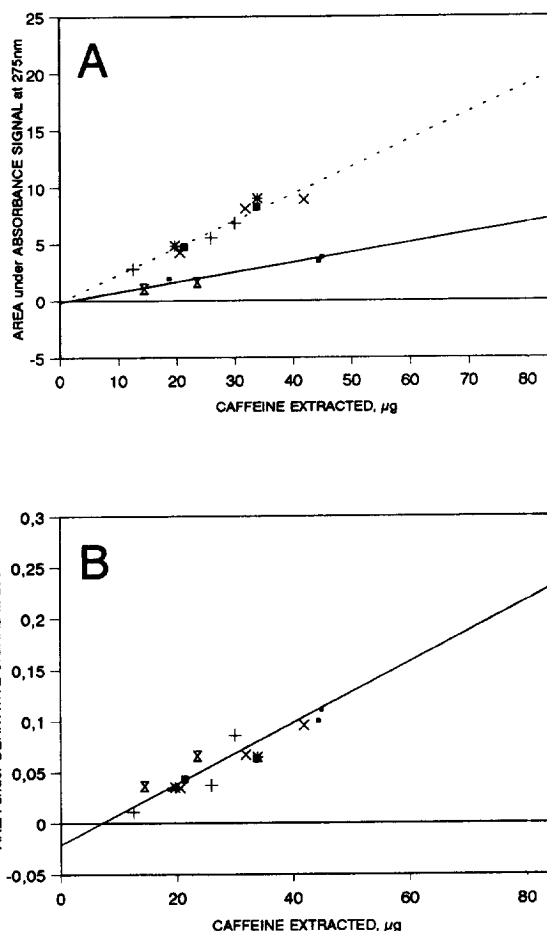 A
AREA under ABSORBANCE SIGNAL at 275nm
25
20
15
10
5
0
-5
0 10 20 30 40 50 60 70 80
CAFFEINE EXTRACTED, µg
B
0,3
0,25
0,2
0,15
0,1
0,05
0
-0,05
0 20 40 60 80
CAFFEINE EXTRACTED, µg